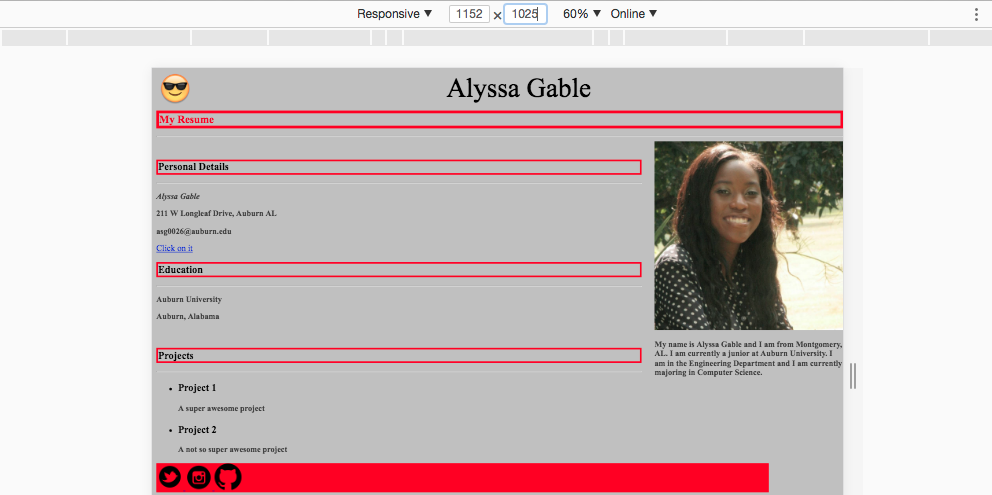 Responsive ▼ 1152 × 1025 60% ▼ Online ▼
Alyssa Gable
My Resume
Personal Details
Alyssa Gable
211 W Longleaf Drive, Auburn AL
asg0026@auburn.edu
Click on it
Education
Auburn University
Auburn, Alabama
Projects
• Project 1
A super awesome project
• Project 2
A not so super awesome project
My name is Alyssa Gable and I am from Montgomery,
AL. I am currently a junior at Auburn University. I
am in the Engineering Department and I am currently
majoring in Computer Science.